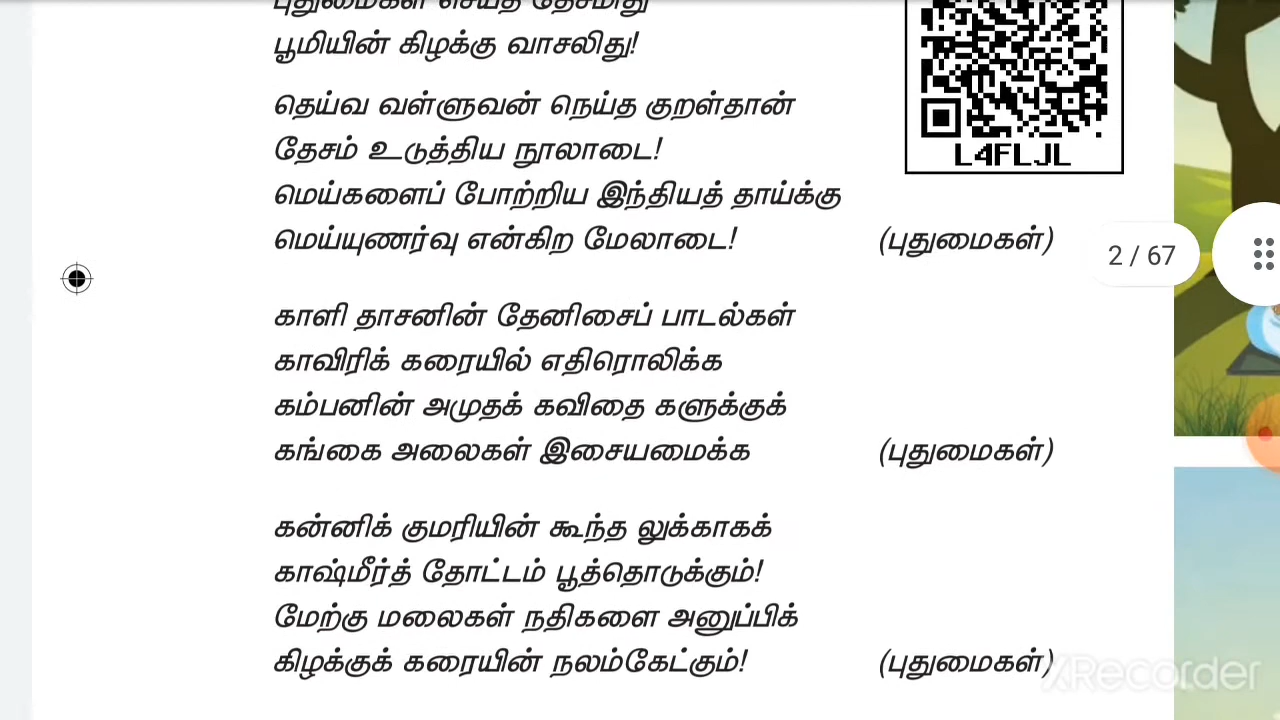 புதுமைகள் செய்த தேசமிது
பூமியின் கிழக்கு வாசலிது!
L4FLJL
தெய்வ வள்ளுவன் நெய்த குறள்தான்
தேசம் உடுத்திய நூலாடை!
மெய்களைப் போற்றிய இந்தியத் தாய்க்கு
மெய்யுணர்வு என்கிற மேலாடை! (புதுமைகள்)
2 / 67
காளி தாசனின் தேனிசைப் பாடல்கள்
காவிரிக் கரையில் எதிரொலிக்க
கம்பனின் அமுதக் கவிதை களுக்குக்
கங்கை அலைகள் இசையமைக்க (புதுமைகள்)
கன்னிக் குமரியின் கூந்த லுக்காகக்
காஷ்மீர்த் தோட்டம் பூத்தொடுக்கும்!
மேற்கு மலைகள் நதிகளை அனுப்பிக்
கிழக்குக் கரையின் நலம்கேட்கும்! (புதுமைகள்)
XRecorder